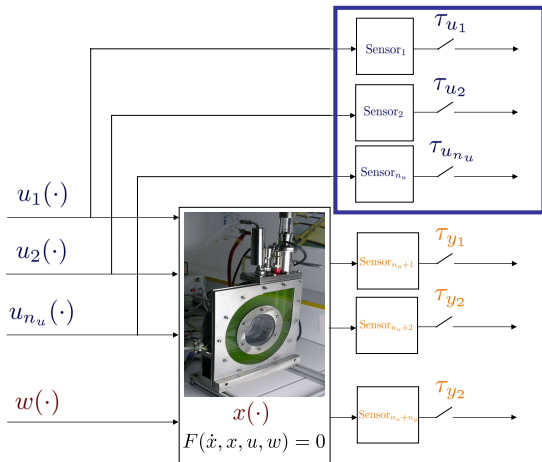 τ_{u_1}
Sensor_1
τ_{u_2}
Sensor_2
τ_{u_{n_u}}
Sensor_{n_u}
u_1(·)
u_2(·)
u_{n_u}(·)
w(·)
τ_{y_1}
Sensor_{n_u+1}
τ_{y_2}
Sensor_{n_u+2}
τ_{y_2}
Sensor_{n_u+n_y}
x(·)
F(ẋ, x, u, w) = 0